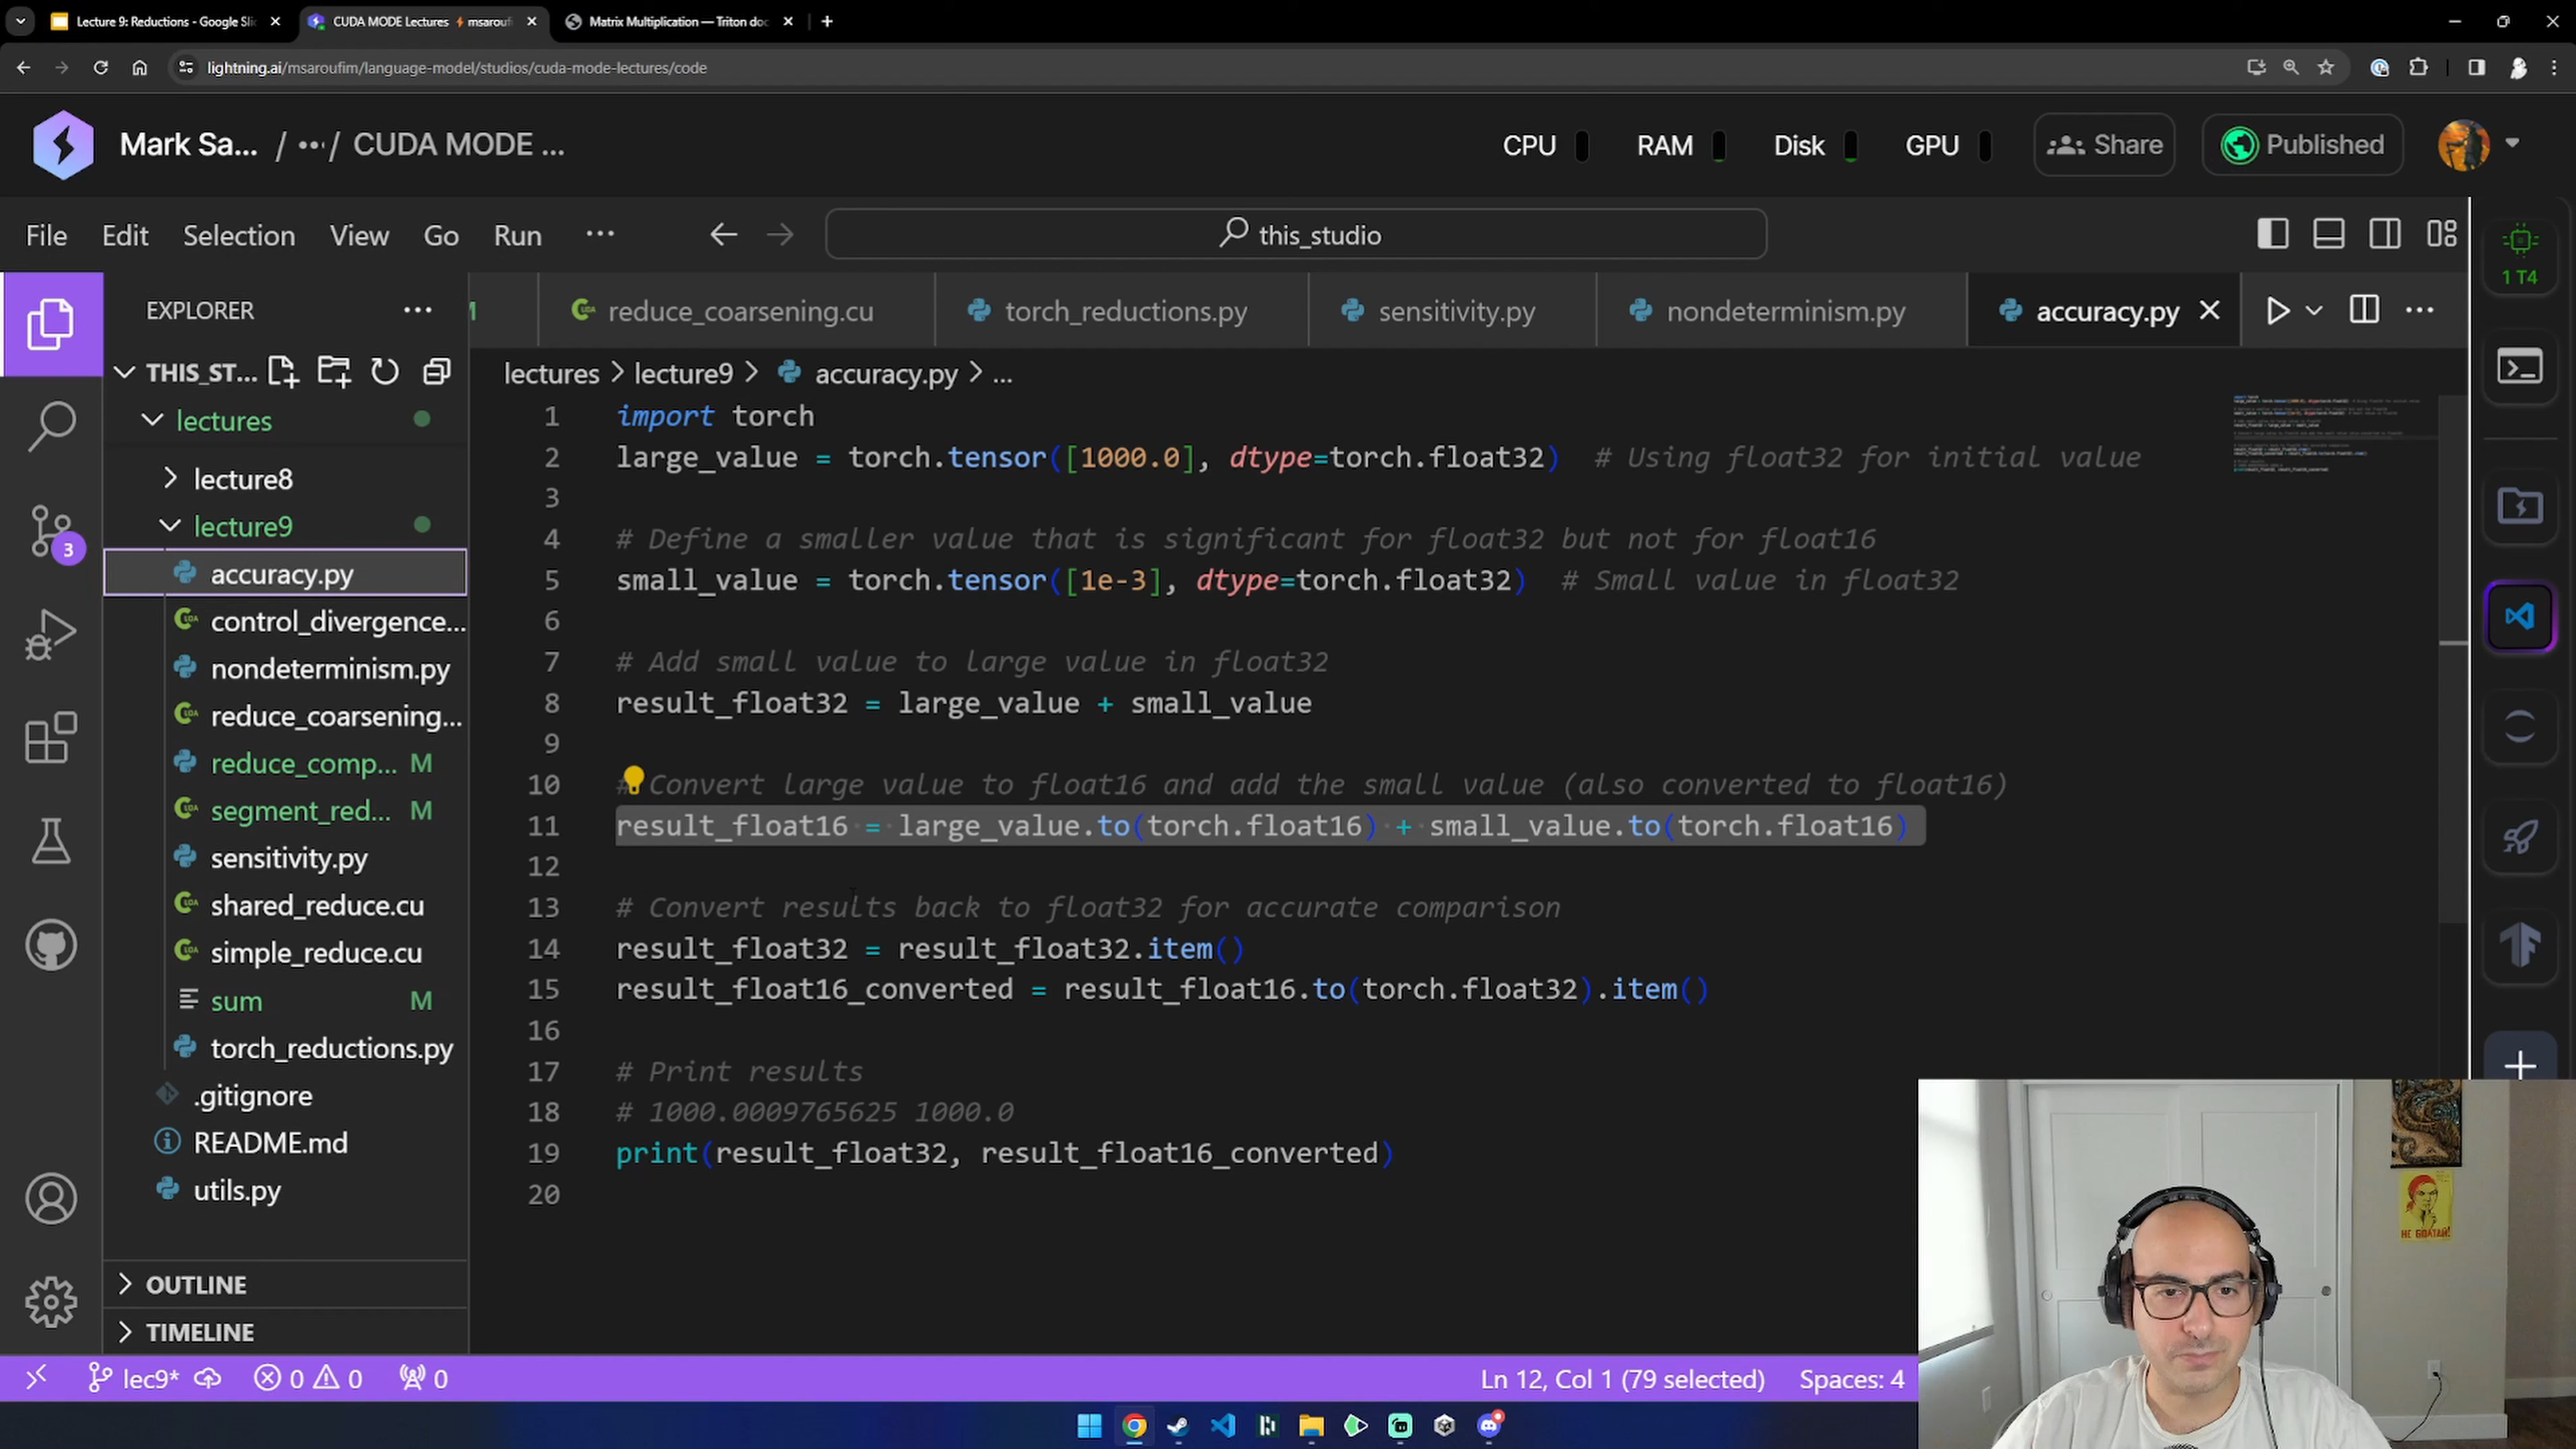 Lecture 9: Reductions - Google Sli
CUDA MODE Lectures ⚡ msaroufi
Matrix Multiplication — Triton doc
lightning.ai/msaroufim/language-model/studios/cuda-mode-lectures/code
Mark Sa... / ··· / CUDA MODE ...
CPU
RAM
Disk
GPU
Share
Published
File Edit Selection View Go Run ···
this_studio
1 T4
EXPLORER
M
reduce_coarsening.cu
torch_reductions.py
sensitivity.py
nondeterminism.py
accuracy.py
THIS_ST...
lectures
lecture8
lecture9
accuracy.py
control_divergence...
nondeterminism.py
reduce_coarsening...
reduce_comp... M
segment_red... M
sensitivity.py
shared_reduce.cu
simple_reduce.cu
sum M
torch_reductions.py
.gitignore
README.md
utils.py
OUTLINE
TIMELINE
3
lectures > lecture9 > accuracy.py > ...
1 import torch
2 large_value = torch.tensor([1000.0], dtype=torch.float32)  # Using float32 for initial value
3
4 # Define a smaller value that is significant for float32 but not for float16
5 small_value = torch.tensor([1e-3], dtype=torch.float32)  # Small value in float32
6
7 # Add small value to large value in float32
8 result_float32 = large_value + small_value
9
10 # Convert large value to float16 and add the small value (also converted to float16)
11 result_float16 = large_value.to(torch.float16) + small_value.to(torch.float16)
12
13 # Convert results back to float32 for accurate comparison
14 result_float32 = result_float32.item()
15 result_float16_converted = result_float16.to(torch.float32).item()
16
17 # Print results
18 # 1000.0009765625 1000.0
19 print(result_float32, result_float16_converted)
20
НЕ БОЛТАЙ!
lec9*
0
0
0
Ln 12, Col 1 (79 selected)
Spaces: 4